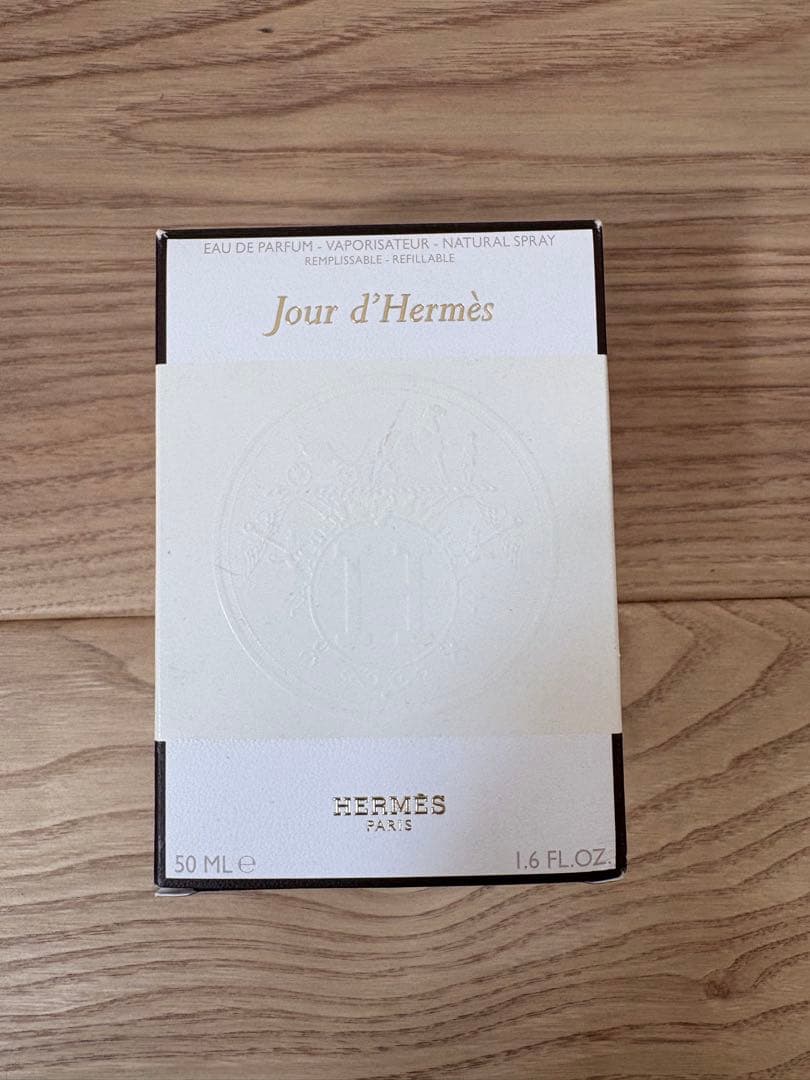 EAU DE PARFUM - VAPORISATEUR - NATURAL SPRAY
REMPLISSABLE - REFILLABLE
Jour d'Hermès
H
HERMÈS
PARIS
50 ML ℮
1.6 FL.OZ.